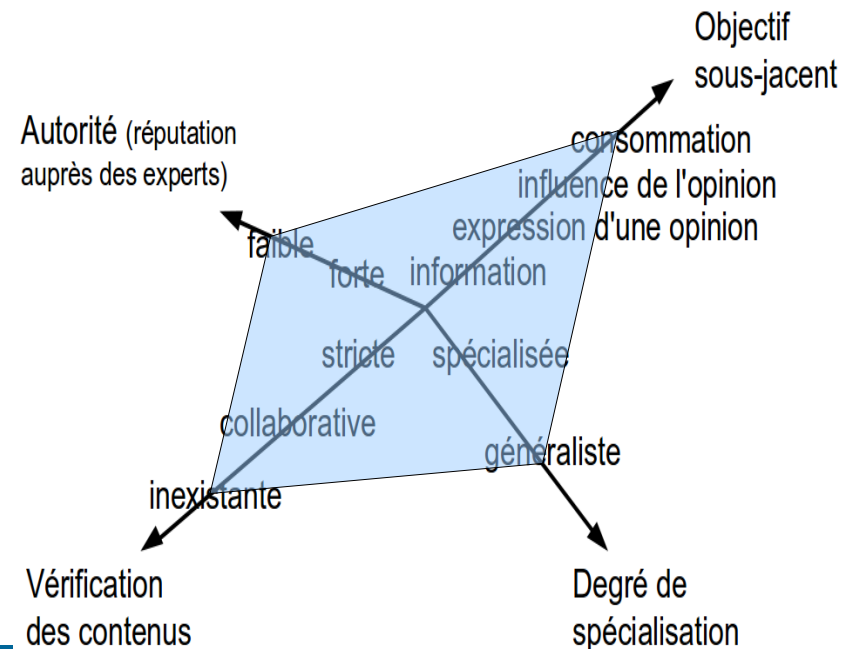 Objectif
sous-jacent
Autorité (réputation
auprès des experts)
consommation
influence de l'opinion
expression d'une opinion
information
faible
forte
stricte
spécialisée
collaborative
généraliste
inexistante
Vérification
des contenus
Degré de
spécialisation